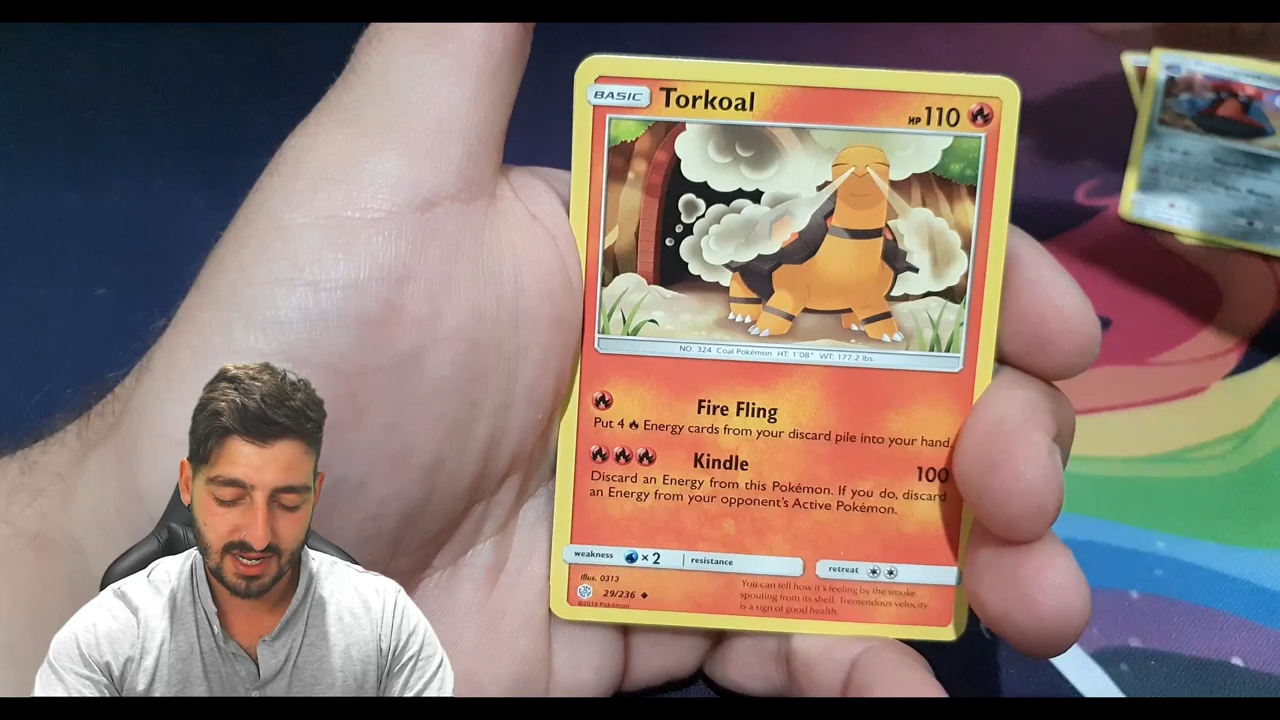 BASIC Torkoal HP 110
NO. 324 Coal Pokémon HT: 1'08" WT: 177.2 lbs.
Fire Fling
Put 4 Energy cards from your discard pile into your hand.
Kindle 100
Discard an Energy from this Pokémon. If you do, discard
an Energy from your opponent's Active Pokémon.
weakness ×2 resistance retreat
Illus. 0313
29/236
©2019 Pokémon
You can tell how it's feeling by the smoke
spouting from its shell. Tremendous velocity
is a sign of good health.